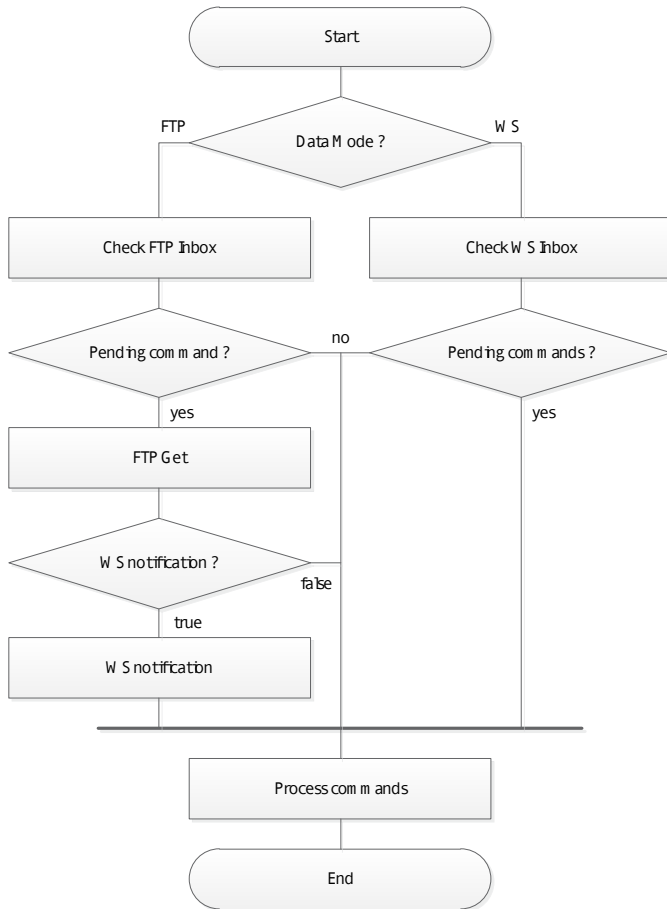 Start
FTP
WS
Data Mode ?
Check FTP Inbox
Check WS Inbox
no
Pending command ?
Pending commands ?
yes
yes
FTP Get
WS notification ?
false
true
WS notification
Process commands
End